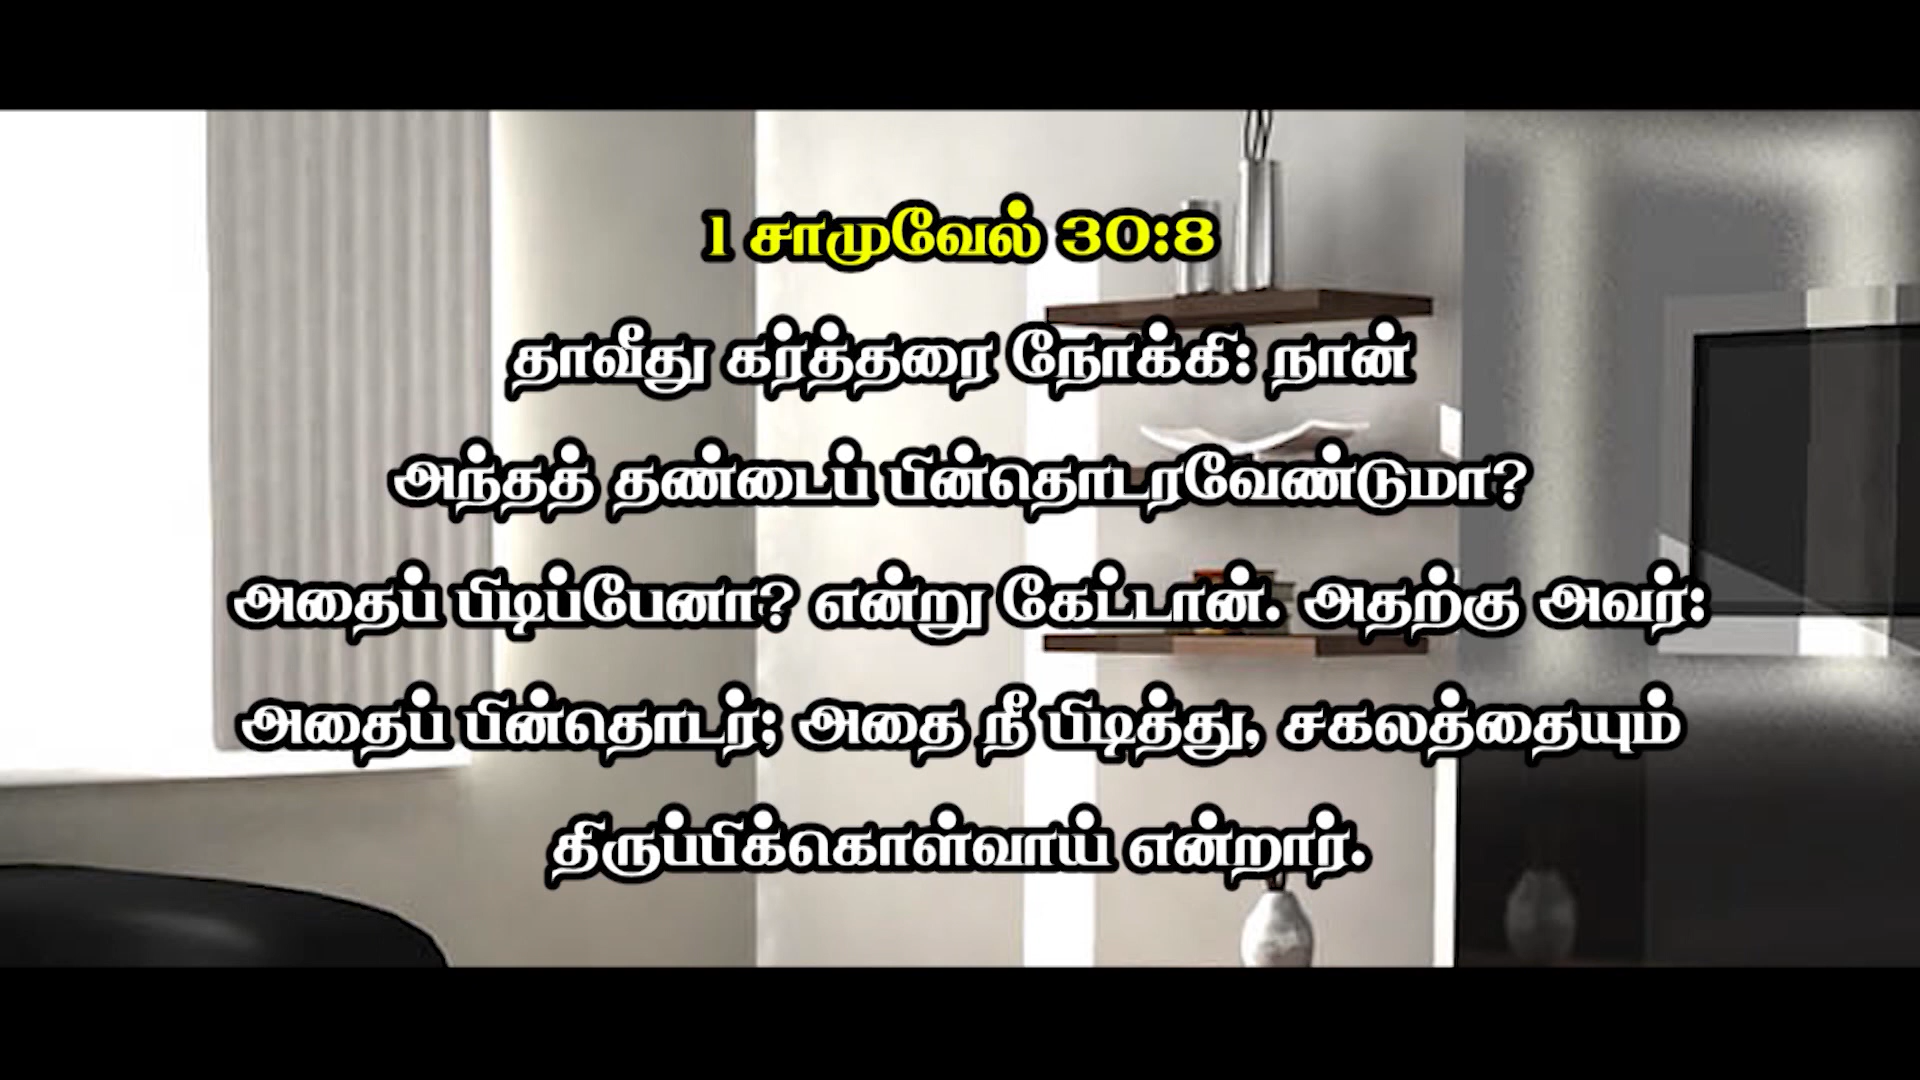 1 சாமுவேல் 30:8
தாவீது கர்த்தரை நோக்கி: நான்
அந்தத் தண்டைப் பின்தொடரவேண்டுமா?
அதைப் பிடிப்பேனா? என்று கேட்டான். அதற்கு அவர்:
அதைப் பின்தொடர்; அதை நீ பிடித்து, சகலத்தையும்
திருப்பிக்கொள்வாய் என்றார்.